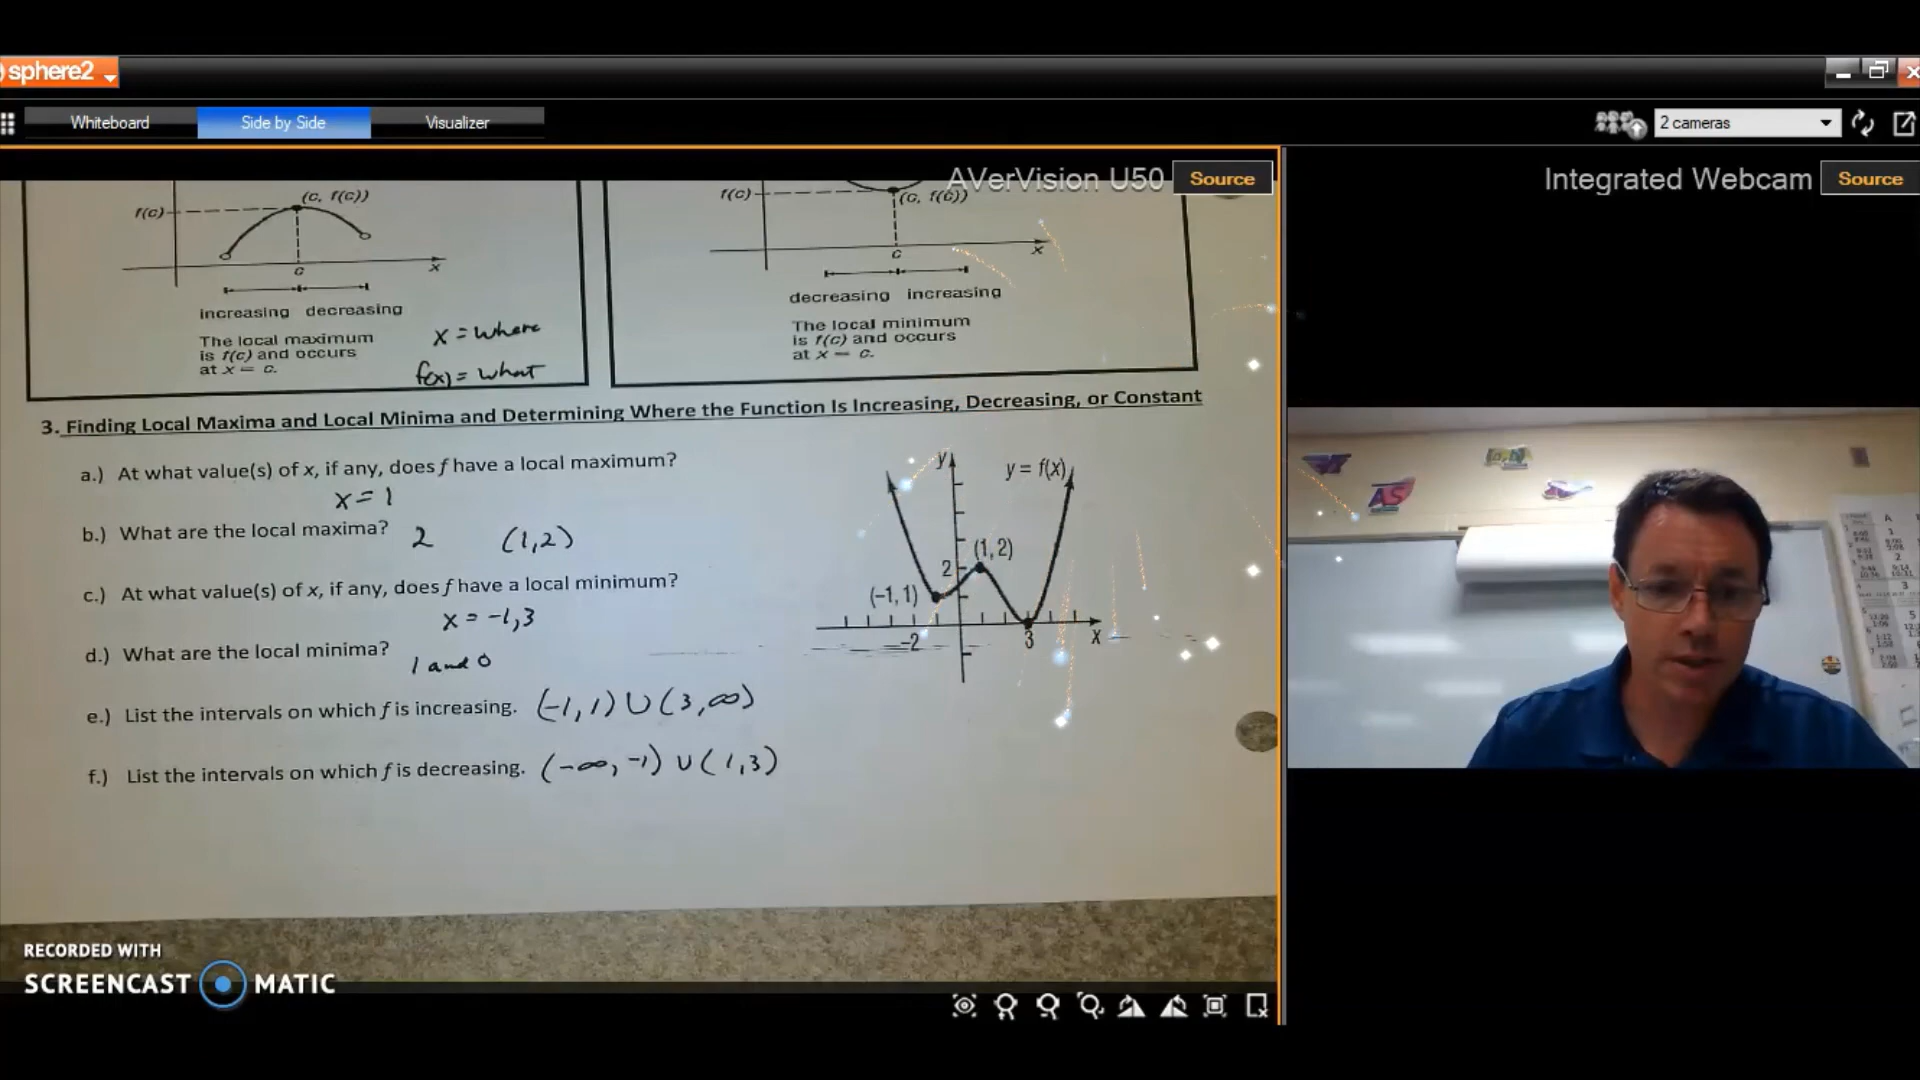 sphere2
Whiteboard
Side by Side
Visualizer
2 cameras
AVerVision U50
Source
Integrated Webcam
Source
f(c)
(c, f(c))
c
x
increasing decreasing
The local maximum
is f(c) and occurs
at x = c.
x = where
f(x) = what
f(c)
(c, f(c))
c
x
decreasing increasing
The local minimum
is f(c) and occurs
at x = c.
3. Finding Local Maxima and Local Minima and Determining Where the Function Is Increasing, Decreasing, or Constant
a.) At what value(s) of x, if any, does f have a local maximum?
x = 1
b.) What are the local maxima? 2 (1,2)
c.) At what value(s) of x, if any, does f have a local minimum?
x = -1,3
d.) What are the local minima? 1 and 0
e.) List the intervals on which f is increasing. (-1,1) ∪ (3,∞)
f.) List the intervals on which f is decreasing. (-∞,-1) ∪ (1,3)
y
y = f(x)
(1, 2)
2
(−1, 1)
−2
3
x
AS
RECORDED WITH
SCREENCAST MATIC